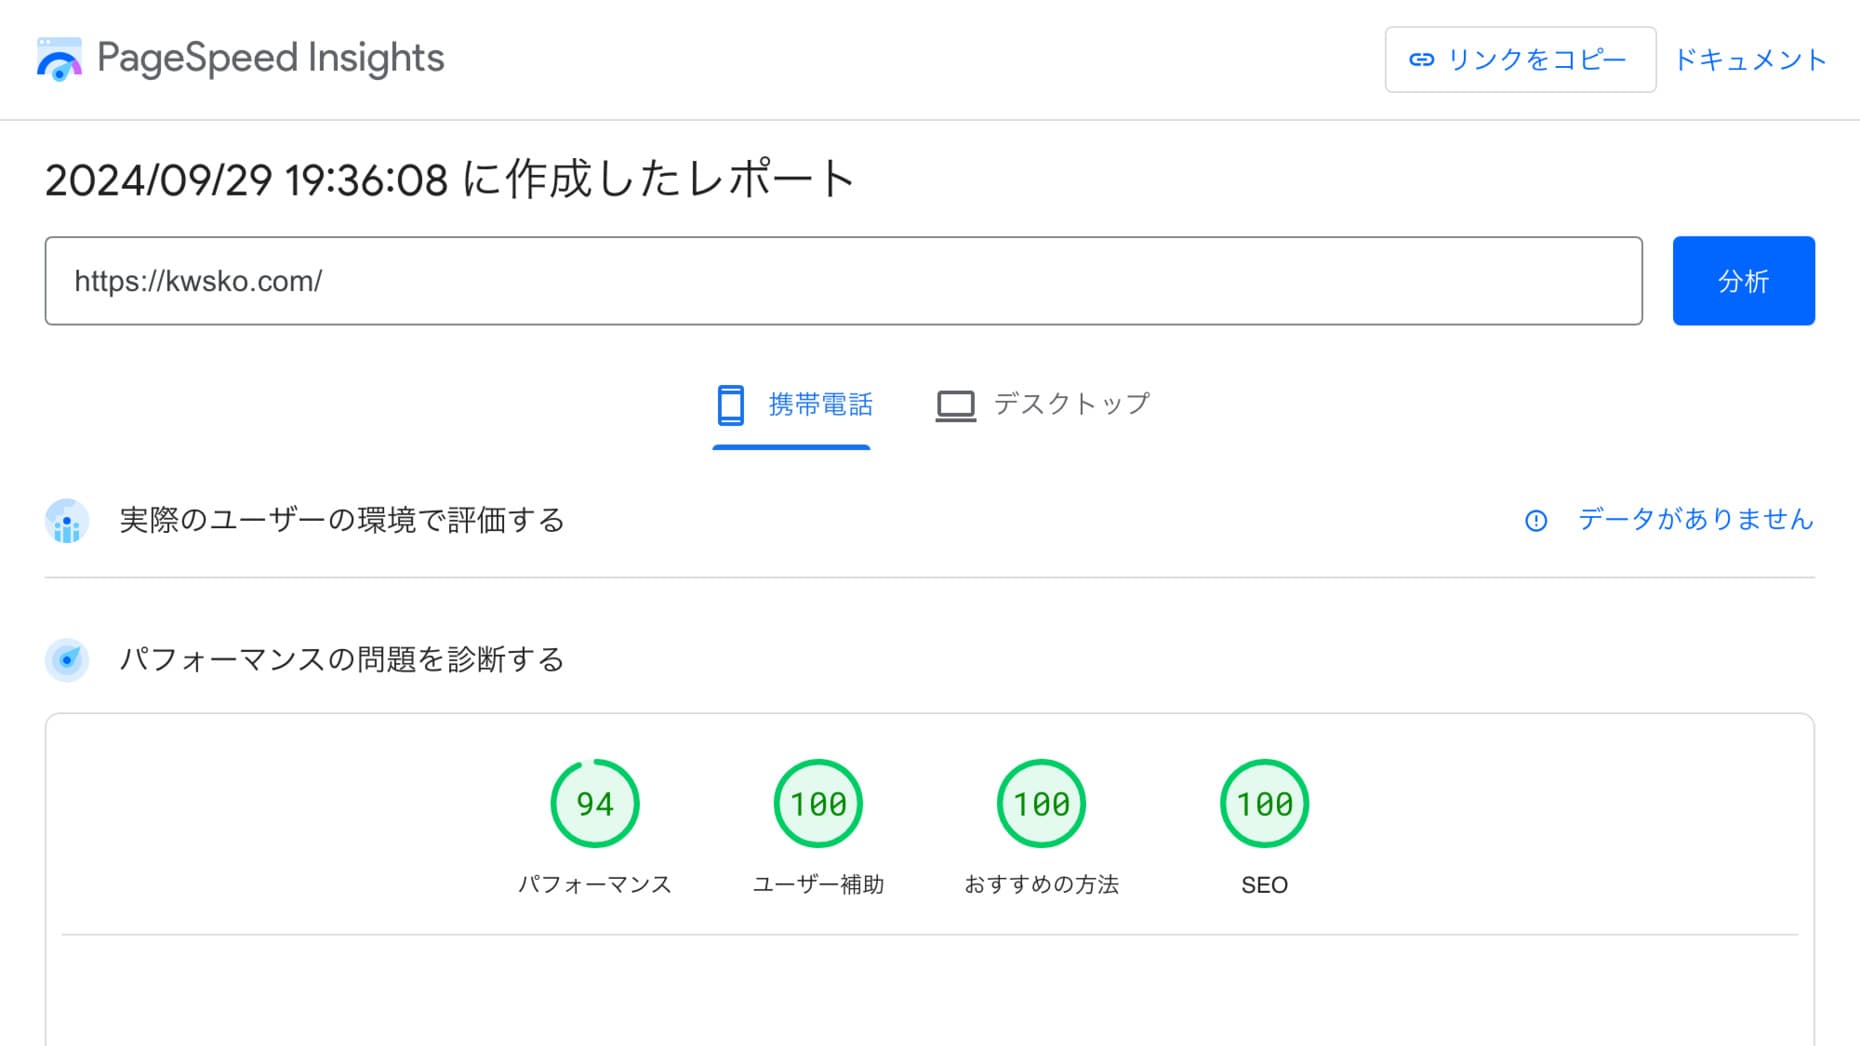 PageSpeed Insights
リンクをコピー
ドキュメント
2024/09/29 19:36:08 に作成したレポート
https://kwsko.com/
分析
携帯電話
デスクトップ
実際のユーザーの環境で評価する
データがありません
パフォーマンスの問題を診断する
94
100
100
100
パフォーマンス
ユーザー補助
おすすめの方法
SEO